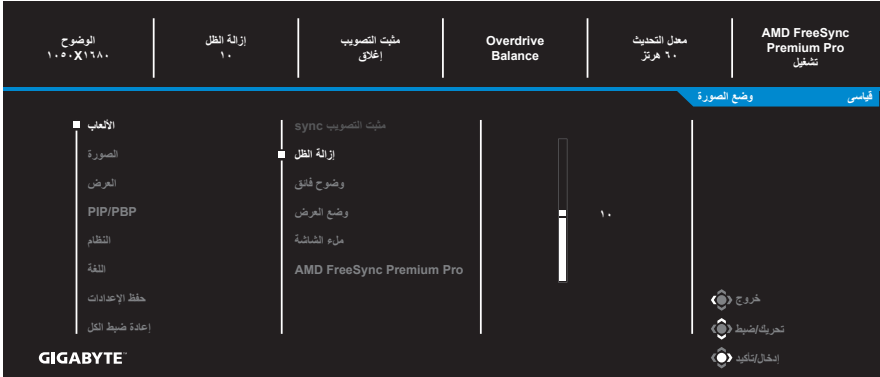 AMD FreeSync
Premium Pro
تشغيل
معدل التحديث
٦٠ هرتز
Overdrive
Balance
مثبت التصويب
إغلاق
إزالة الظل
١٠
الوضوح
١٠٥٠X١٦٨٠
قياسى
وضع الصورة
الألعاب
الصورة
العرض
PIP/PBP
النظام
اللغة
حفظ الإعدادات
إعادة ضبط الكل
مثبت التصويب sync
إزالة الظل
وضوح فائق
وضع العرض
ملء الشاشة
AMD FreeSync Premium Pro
١٠
خروج
تحريك/ضبط
إدخال/تأكيد
GIGABYTE™